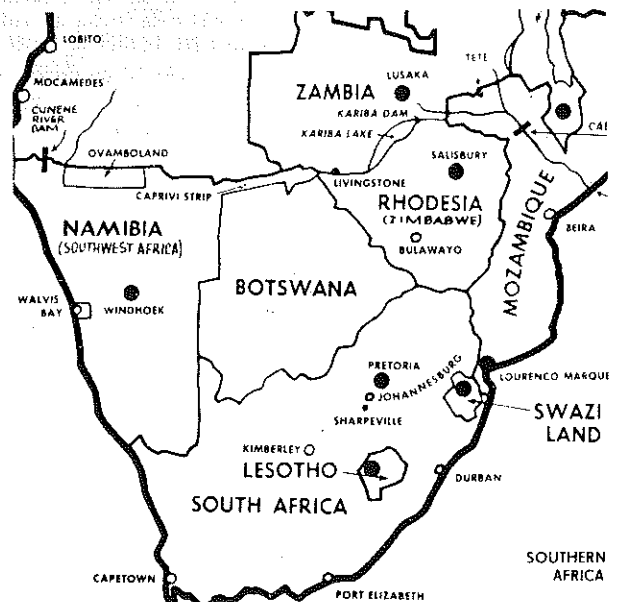 LOBITO
MOCAMEDES
CUNENE
RIVER
DAM
OVAMBOLAND
CAPRIVI STRIP
ZAMBIA
LUSAKA
KARIBA DAM
KARIBA LAKE
TETE
LIVINGSTONE
SALISBURY
RHODESIA
(ZIMBABWE)
BULAWAYO
MOZAMBIQUE
BEIRA
NAMIBIA
(SOUTHWEST AFRICA)
WALVIS
BAY
WINDHOEK
BOTSWANA
PRETORIA
JOHANNESBURG
SHARPEVILLE
LOURENCO MARQUE
SWAZI
LAND
KIMBERLEY
LESOTHO
DURBAN
SOUTH AFRICA
CAPETOWN
PORT ELIZABETH
SOUTHERN
AFRICA